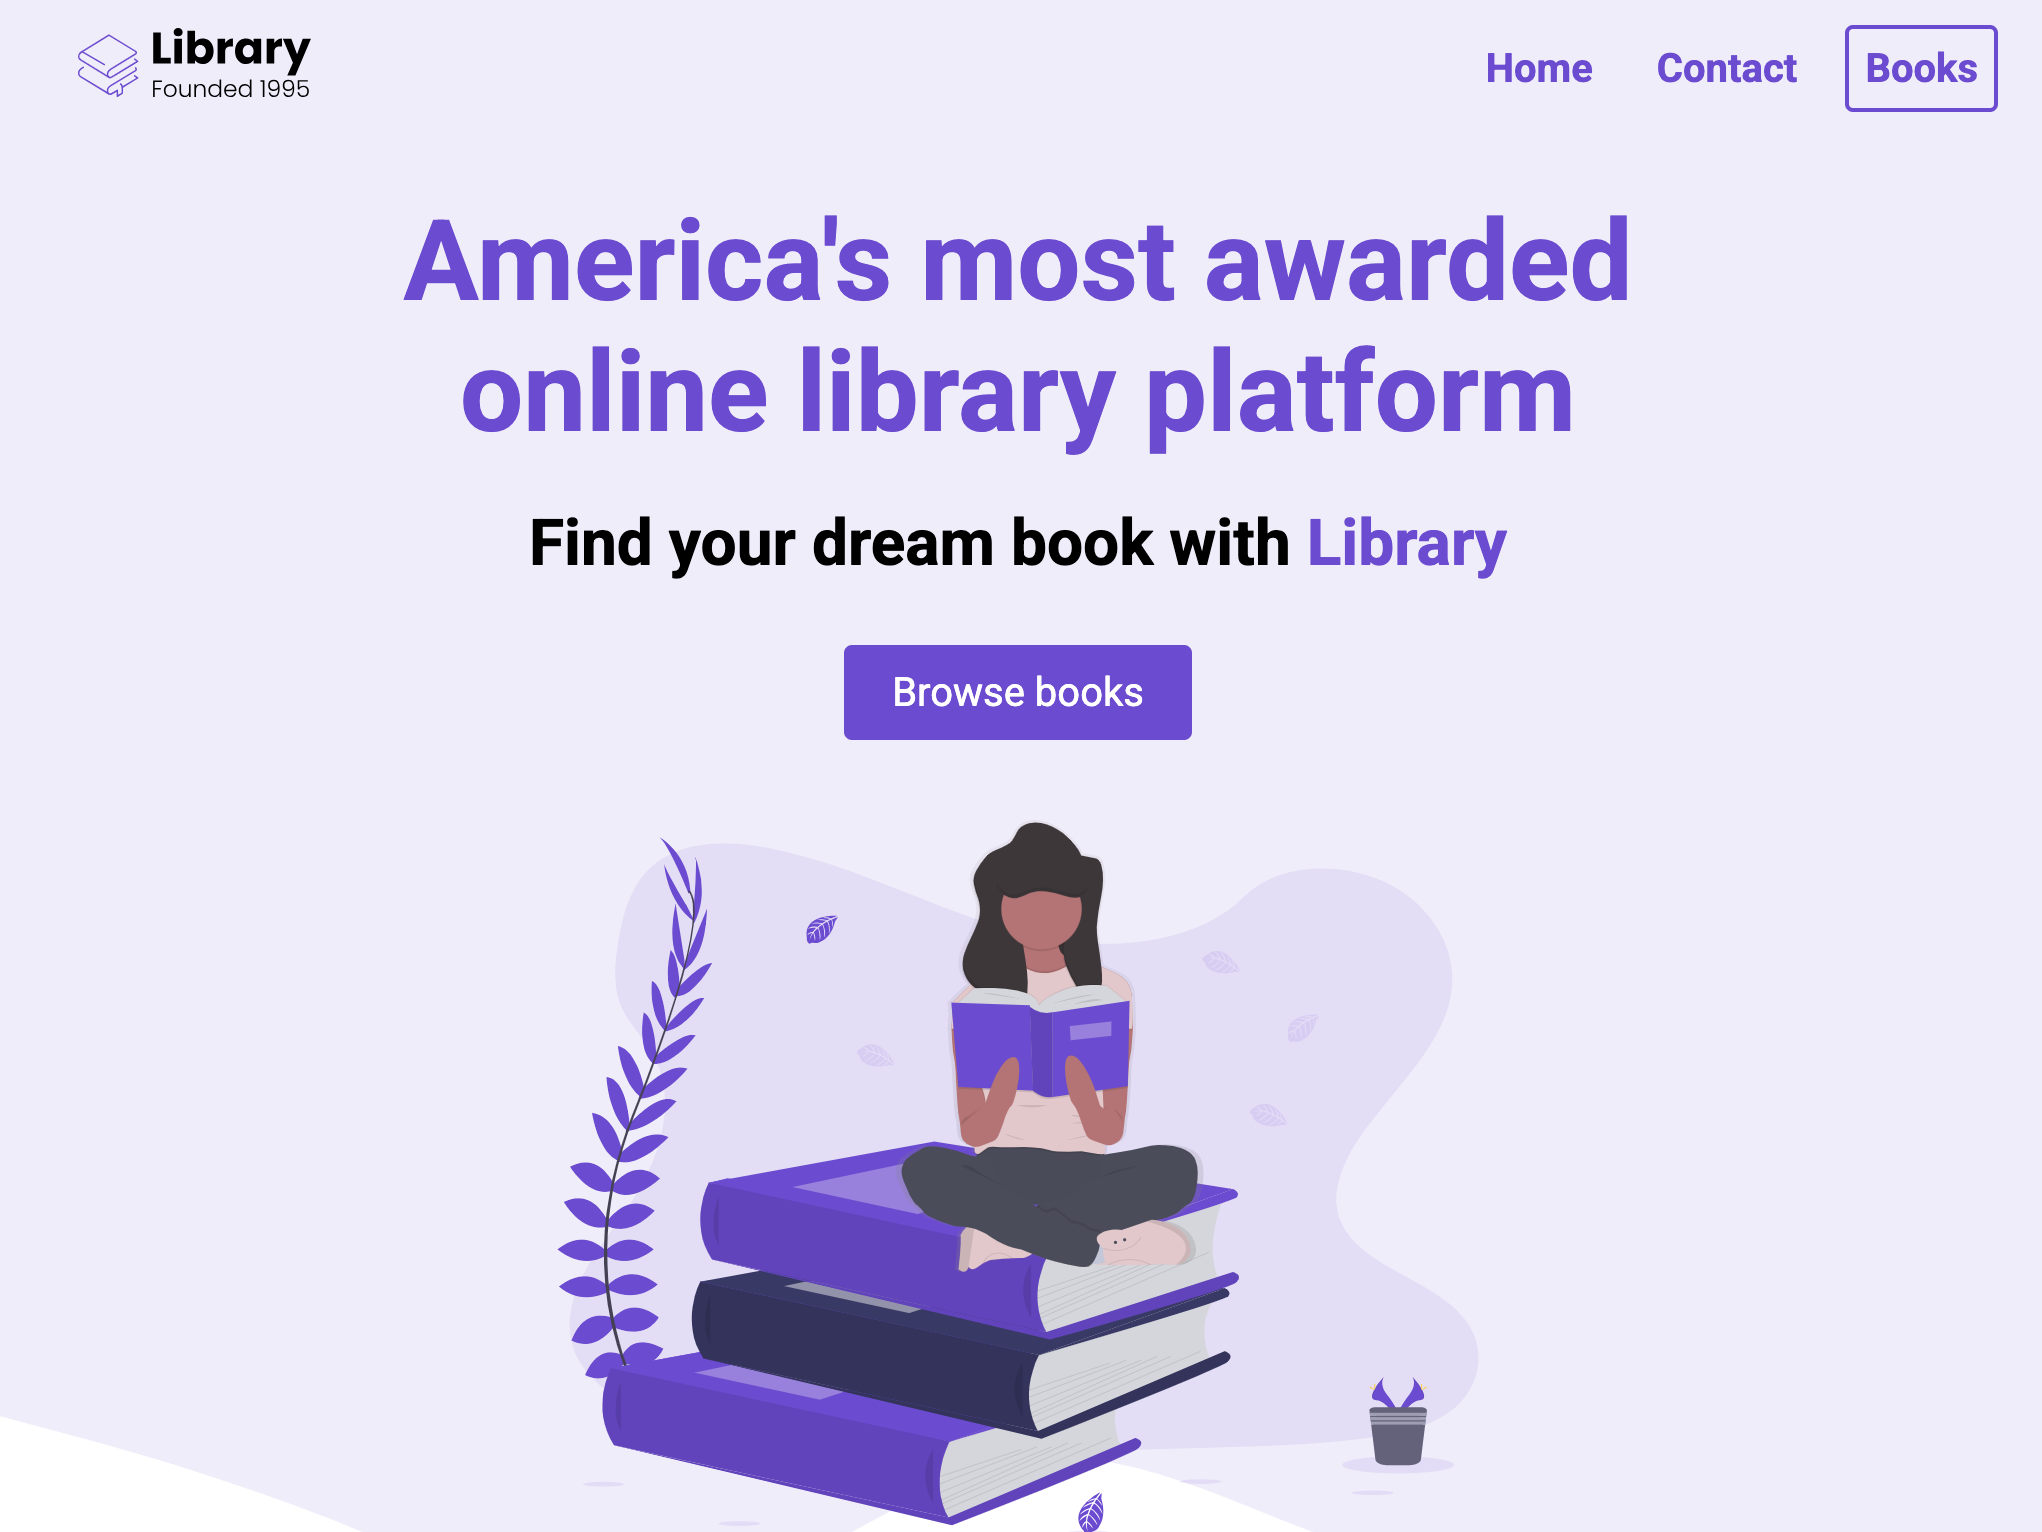 Library
Founded 1995
Home
Contact
Books
America's most awarded
online library platform
Find your dream book with Library
Browse books